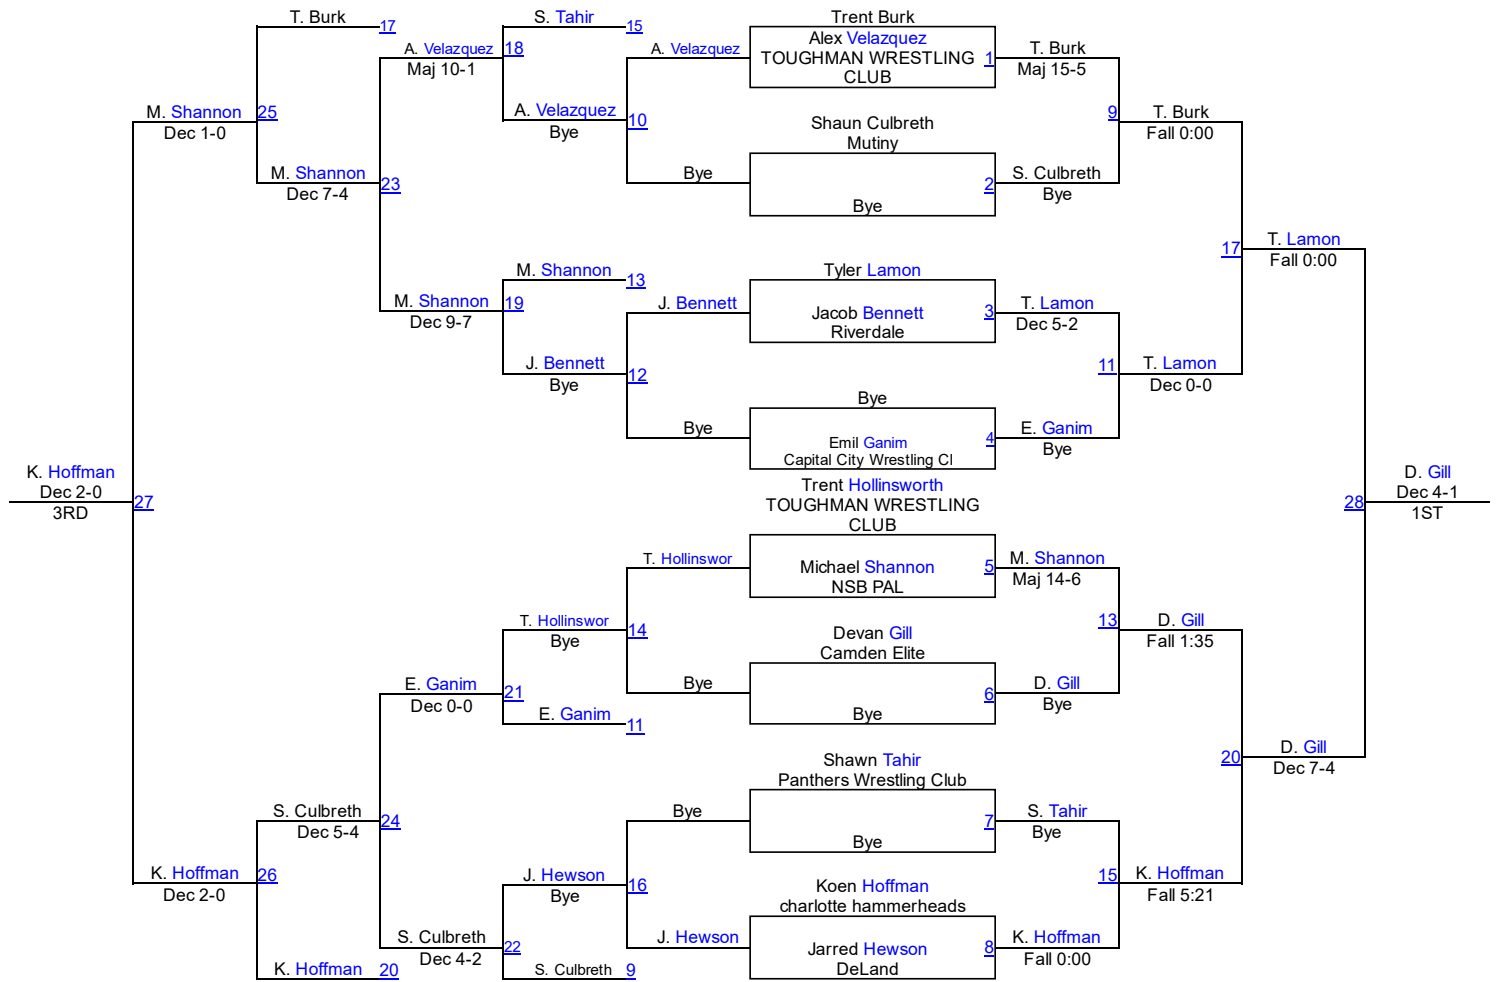 T. Burk
17
S. Tahir
15
Trent Burk
A. Velazquez
18
Maj 10-1
A. Velazquez
Alex Velazquez
TOUGHMAN WRESTLING
CLUB
1
T. Burk
Maj 15-5
M. Shannon
25
Dec 1-0
A. Velazquez
Bye
10
Shaun Culbreth
Mutiny
9
T. Burk
Fall 0:00
M. Shannon
Dec 7-4
23
Bye
Bye
2
S. Culbreth
Bye
17
T. Lamon
Fall 0:00
M. Shannon
13
Tyler Lamon
M. Shannon
19
Dec 9-7
J. Bennett
Jacob Bennett
Riverdale
3
T. Lamon
Dec 5-2
J. Bennett
Bye
12
11
T. Lamon
Dec 0-0
Bye
Bye
Emil Ganim
Capital City Wrestling Cl
4
E. Ganim
Bye
K. Hoffman
Dec 2-0
3RD
27
Trent Hollinsworth
TOUGHMAN WRESTLING
CLUB
28
D. Gill
Dec 4-1
1ST
T. Hollinswor
Michael Shannon
NSB PAL
5
M. Shannon
Maj 14-6
T. Hollinswor
Bye
14
Devan Gill
Camden Elite
13
D. Gill
Fall 1:35
E. Ganim
21
Dec 0-0
Bye
Bye
6
D. Gill
Bye
E. Ganim
11
Shawn Tahir
Panthers Wrestling Club
20
D. Gill
Dec 7-4
S. Culbreth
Dec 5-4
24
Bye
Bye
7
S. Tahir
Bye
K. Hoffman
Dec 2-0
26
J. Hewson
Bye
16
Koen Hoffman
charlotte hammerheads
15
K. Hoffman
Fall 5:21
S. Culbreth
22
Dec 4-2
J. Hewson
Jarred Hewson
DeLand
8
K. Hoffman
Fall 0:00
K. Hoffman
20
S. Culbreth
9